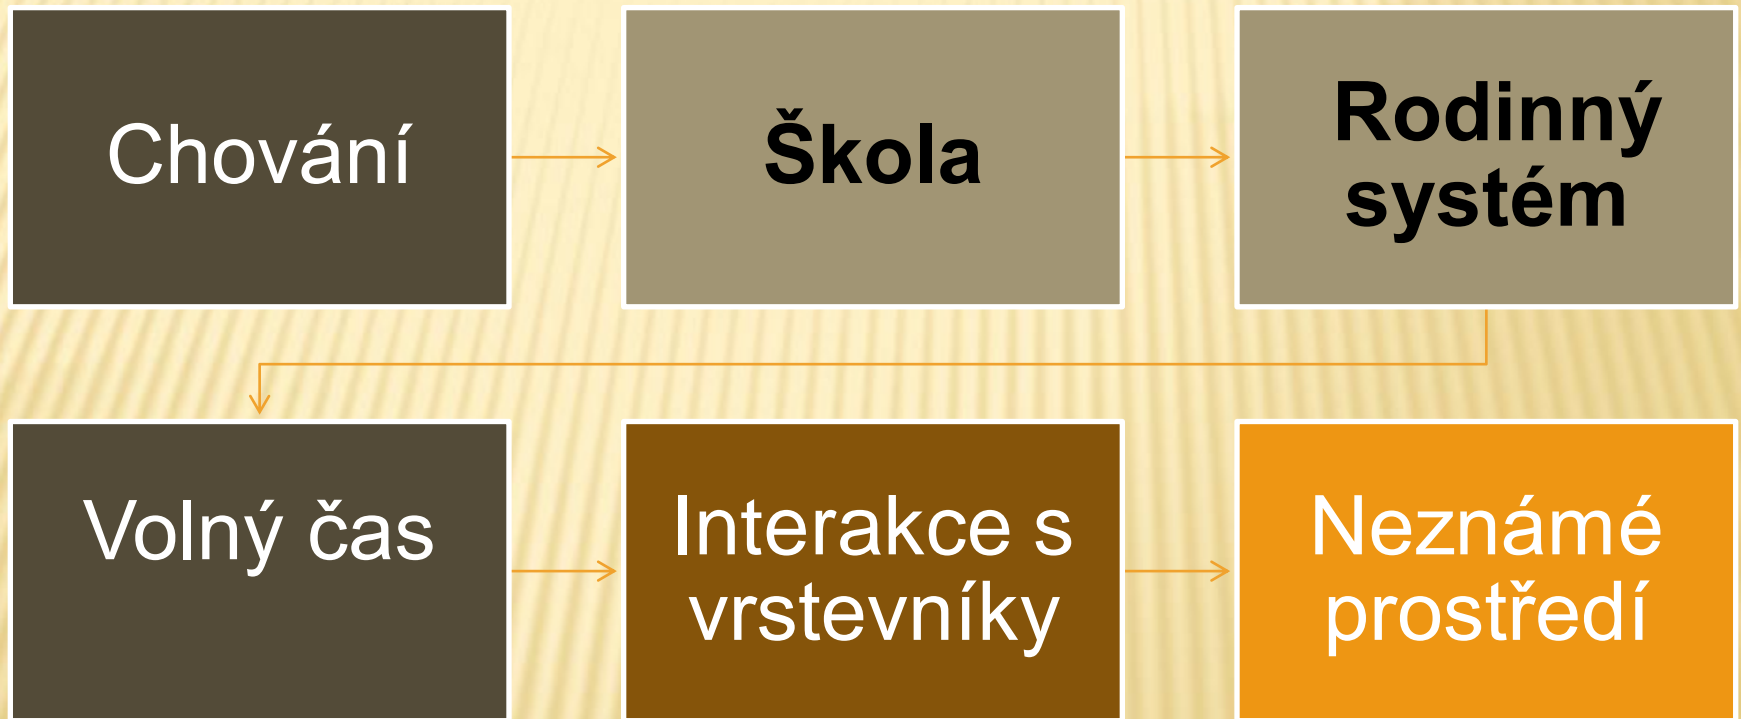 Chování
Škola
Rodinný
systém
Volný čas
Interakce s
vrstevníky
Neznámé
prostředí